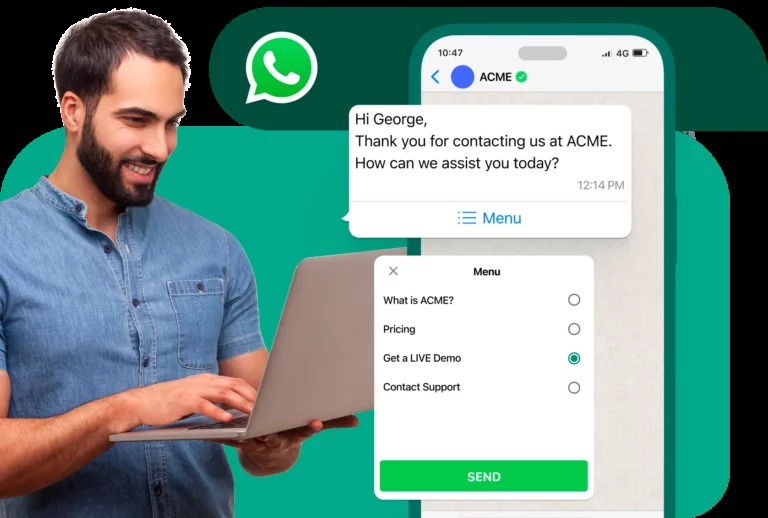 10:47
4G
ACME
Hi George,
Thank you for contacting us at ACME.
How can we assist you today?
12:14 PM
Menu
Menu
What is ACME?
Pricing
Get a LIVE Demo
Contact Support
SEND